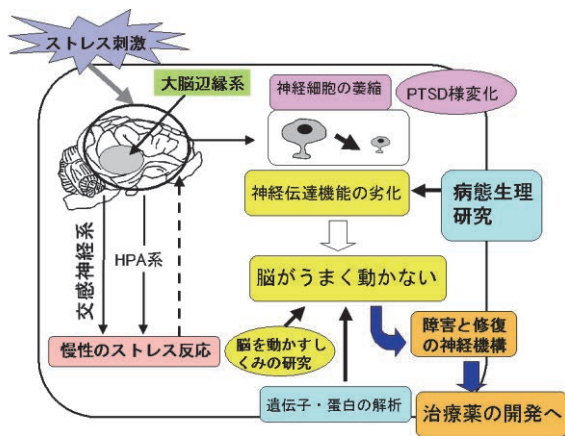 ストレス刺激
大脳辺縁系
神経細胞の萎縮
PTSD様変化
神経伝達機能の劣化
病態生理
研究
交感神経系
HPA系
脳がうまく動かない
慢性のストレス反応
脳を動かすし
くみの研究
障害と修復
の神経機構
遺伝子・蛋白の解析
治療薬の開発へ